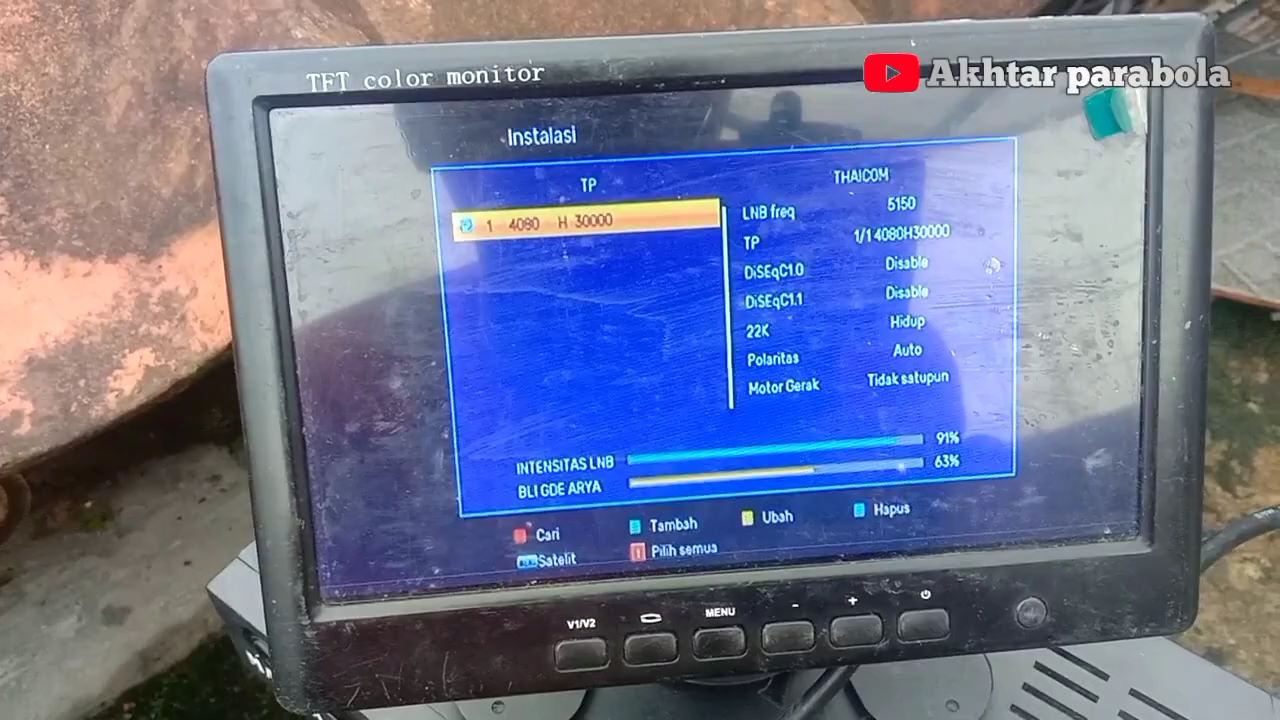 TFT color monitor
Akhtar parabola
Instalasi
TP
1 4080 H 30000
THAICOM
LNB freq 5150
TP 1/1 4080H30000
DiSEqC1.0 Disable
DiSEqC1.1 Disable
22K Hidup
Polaritas Auto
Motor Gerak Tidak satupun
INTENSITAS LNB 91%
BLI GDE ARYA 63%
Cari Tambah Ubah Hapus
Satelit 1 Pilih semua
V1/V2 MENU - +